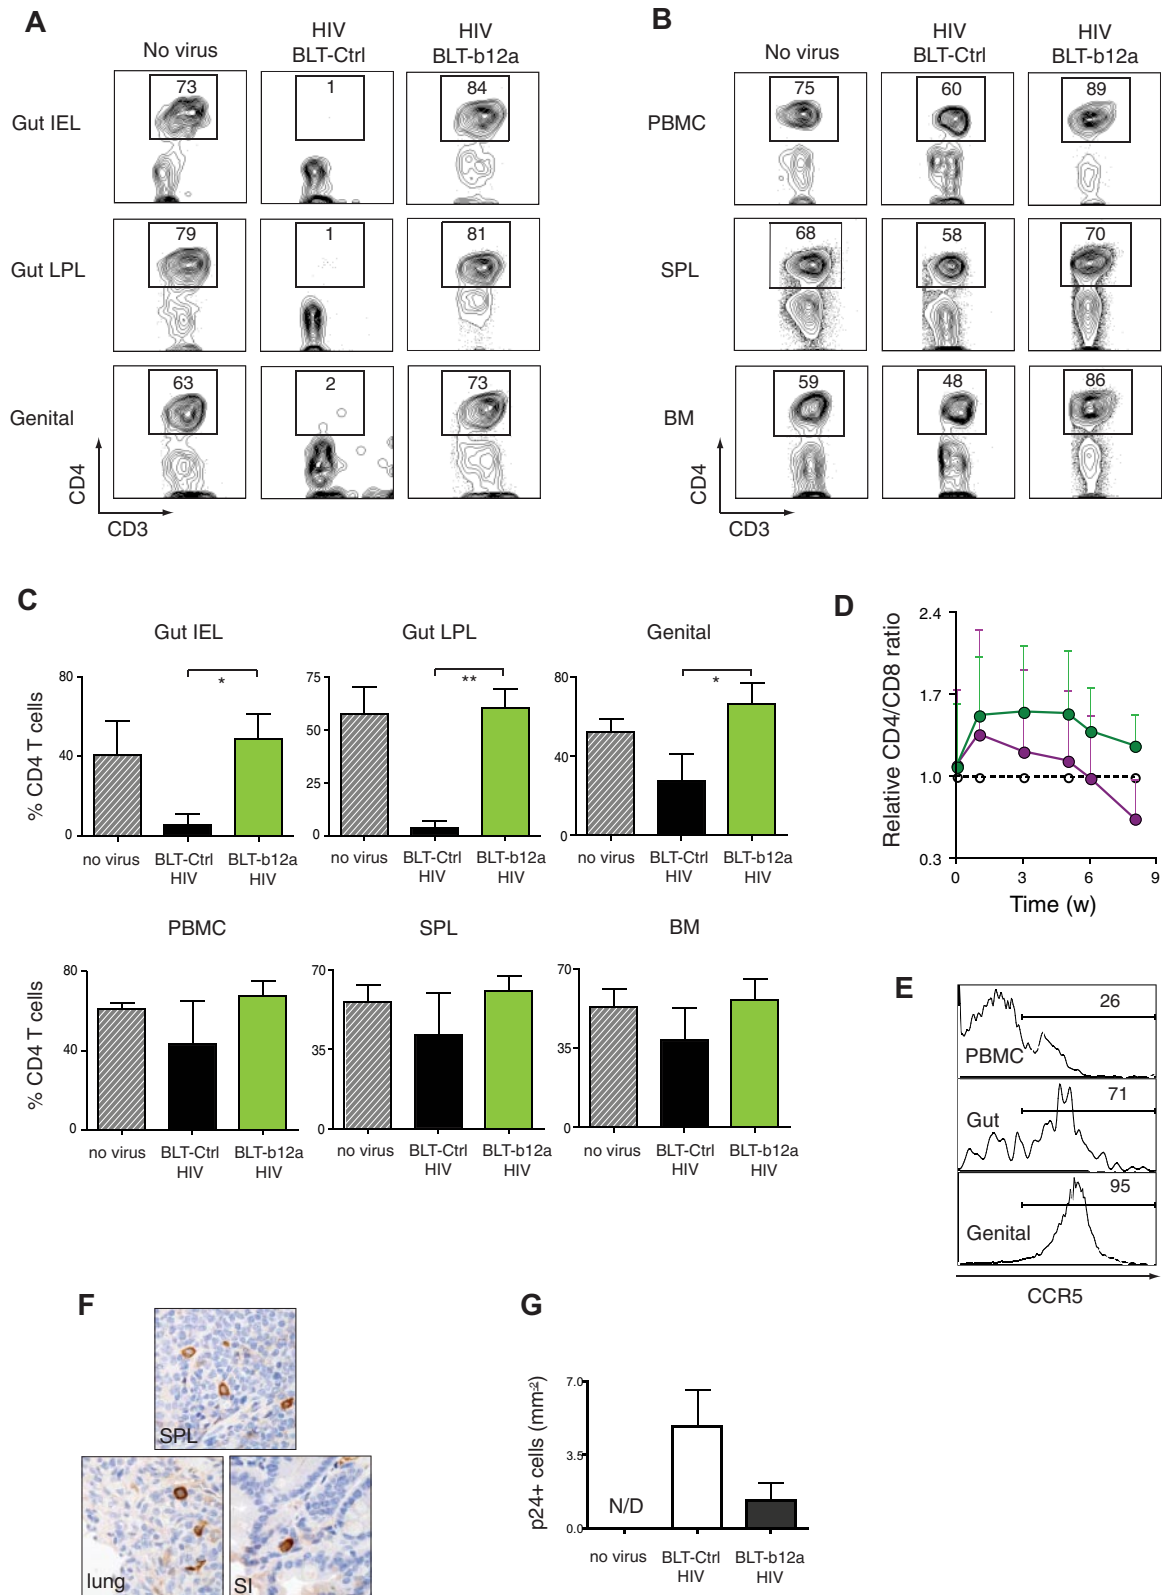 A
No virus
HIV
BLT-Ctrl
HIV
BLT-b12a
Gut IEL
73
1
84
Gut LPL
79
1
81
Genital
63
2
73
CD4
CD3
B
No virus
HIV
BLT-Ctrl
HIV
BLT-b12a
PBMC
75
60
89
SPL
68
58
70
BM
59
48
86
CD4
CD3
C
Gut IEL
% CD4 T cells
80
40
0
*
no virus
BLT-Ctrl
HIV
BLT-b12a
HIV
Gut LPL
75
50
25
0
**
no virus
BLT-Ctrl
HIV
BLT-b12a
HIV
Genital
80
40
0
*
no virus
BLT-Ctrl
HIV
BLT-b12a
HIV
PBMC
% CD4 T cells
80
40
0
no virus
BLT-Ctrl
HIV
BLT-b12a
HIV
SPL
70
35
0
no virus
BLT-Ctrl
HIV
BLT-b12a
HIV
BM
70
35
0
no virus
BLT-Ctrl
HIV
BLT-b12a
HIV
D
Relative CD4/CD8 ratio
2.4
1.7
1.0
0.3
0 3 6 9
Time (w)
E
26
PBMC
71
Gut
95
Genital
CCR5
F
SPL
lung
SI
G
p24+ cells (mm-2)
7.0
3.5
0.0
N/D
no virus
BLT-Ctrl
HIV
BLT-b12a
HIV